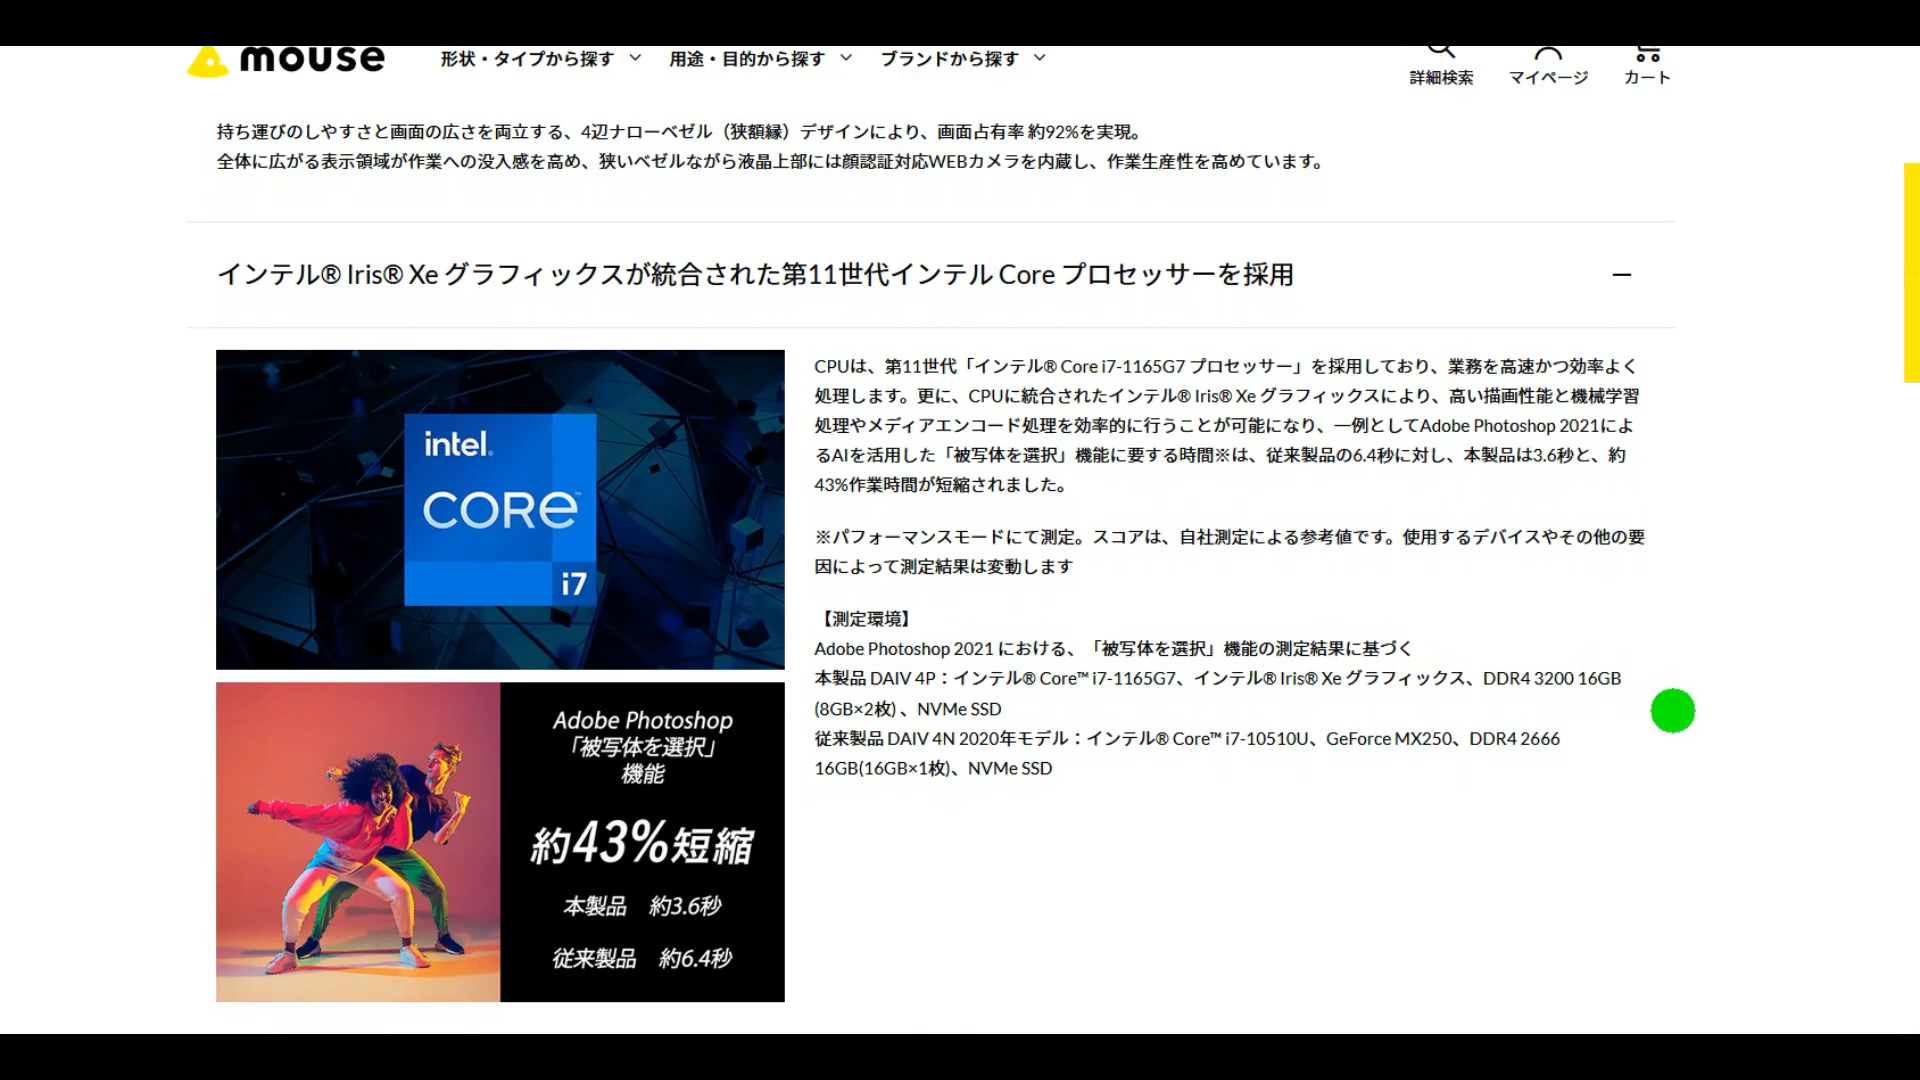 mouse
形状・タイプから探す
用途・目的から探す
ブランドから探す
詳細検索
マイページ
カート
持ち運びのしやすさと画面の広さを両立する、4辺ナローベゼル（狭額縁）デザインにより、画面占有率 約92%を実現。
全体に広がる表示領域が作業への没入感を高め、狭いベゼルながら液晶上部には顔認証対応WEBカメラを内蔵し、作業生産性を高めています。
インテル® Iris® Xe グラフィックスが統合された第11世代インテル Core プロセッサーを採用
intel.
CORE™
i7
CPUは、第11世代「インテル® Core i7-1165G7 プロセッサー」を採用しており、業務を高速かつ効率よく
処理します。更に、CPUに統合されたインテル® Iris® Xe グラフィックスにより、高い描画性能と機械学習
処理やメディアエンコード処理を効率的に行うことが可能になり、一例としてAdobe Photoshop 2021によ
るAIを活用した「被写体を選択」機能に要する時間※は、従来製品の6.4秒に対し、本製品は3.6秒と、約
43%作業時間が短縮されました。
※パフォーマンスモードにて測定。スコアは、自社測定による参考値です。使用するデバイスやその他の要
因によって測定結果は変動します
【測定環境】
Adobe Photoshop 2021 における、「被写体を選択」機能の測定結果に基づく
本製品 DAIV 4P：インテル® Core™ i7-1165G7、インテル® Iris® Xe グラフィックス、DDR4 3200 16GB
(8GB×2枚) 、NVMe SSD
従来製品 DAIV 4N 2020年モデル：インテル® Core™ i7-10510U、GeForce MX250、DDR4 2666
16GB(16GB×1枚)、NVMe SSD
Adobe Photoshop
「被写体を選択」
機能
約43%短縮
本製品 約3.6秒
従来製品 約6.4秒